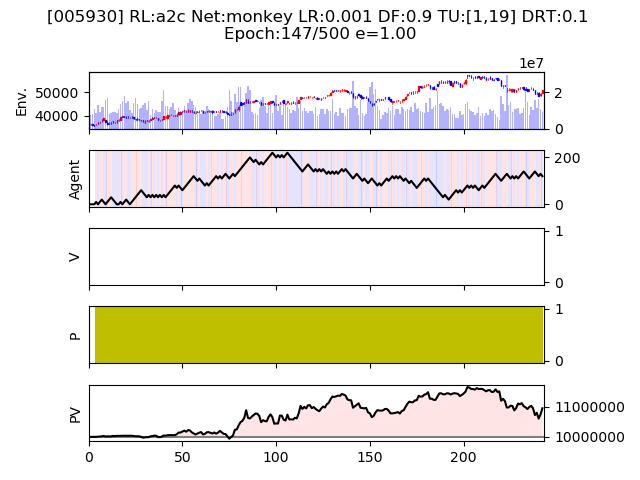 [005930] RL:a2c Net:monkey LR:0.001 DF:0.9 TU:[1,19] DRT:0.1
Epoch:147/500 e=1.00
1e7
Env.
50000
40000
2
0
Agent
200
0
V
1
0
P
1
0
PV
11000000
10000000
0 50 100 150 200